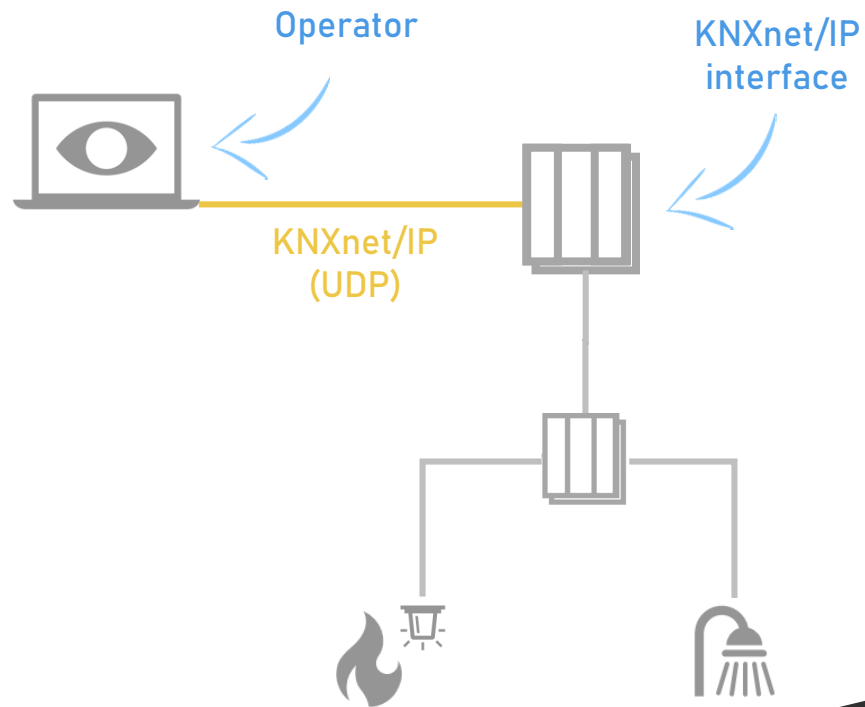 Operator
KNXnet/IP
interface
KNXnet/IP
(UDP)